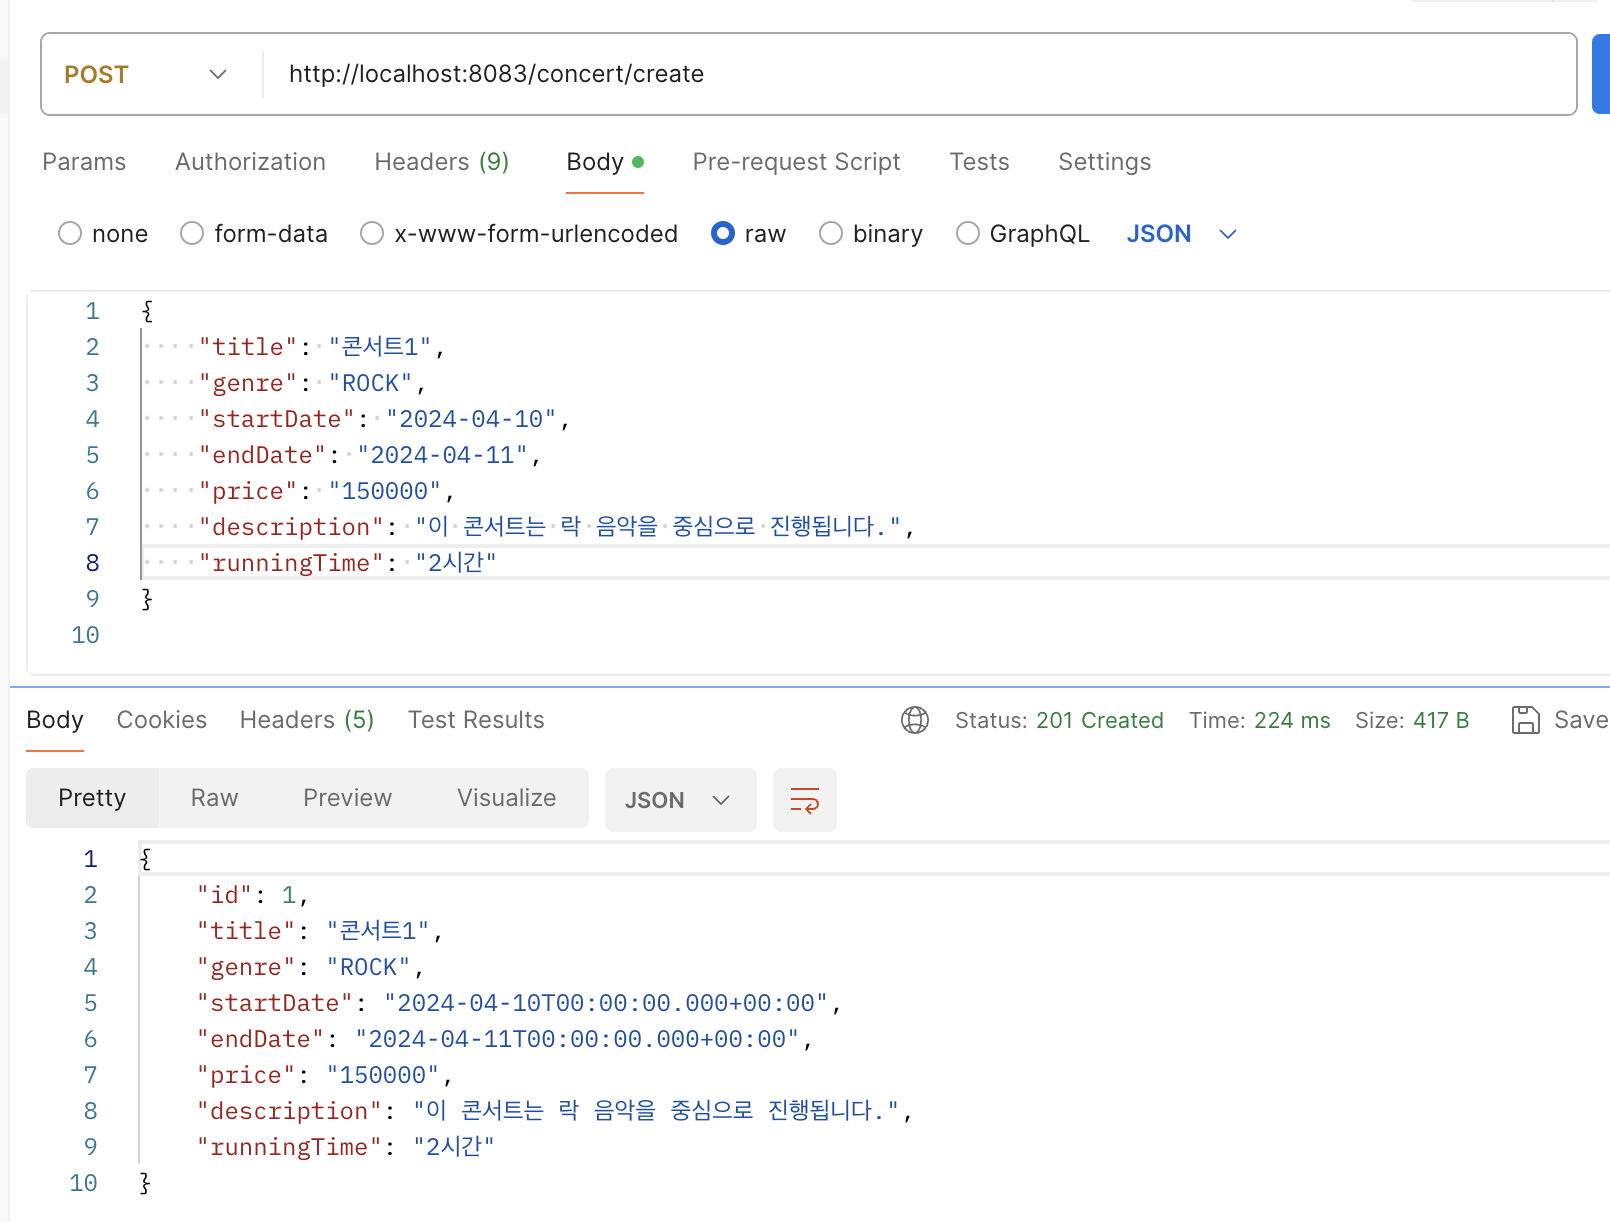 POST http://localhost:8083/concert/create
Params Authorization Headers (9) Body Pre-request Script Tests Settings
none form-data x-www-form-urlencoded raw binary GraphQL JSON
1 {
2 "title": "콘서트1",
3 "genre": "ROCK",
4 "startDate": "2024-04-10",
5 "endDate": "2024-04-11",
6 "price": "150000",
7 "description": "이 콘서트는 락 음악을 중심으로 진행됩니다.",
8 "runningTime": "2시간"
9 }
10
Body Cookies Headers (5) Test Results Status: 201 Created Time: 224 ms Size: 417 B Save
Pretty Raw Preview Visualize JSON
1 {
2 "id": 1,
3 "title": "콘서트1",
4 "genre": "ROCK",
5 "startDate": "2024-04-10T00:00:00.000+00:00",
6 "endDate": "2024-04-11T00:00:00.000+00:00",
7 "price": "150000",
8 "description": "이 콘서트는 락 음악을 중심으로 진행됩니다.",
9 "runningTime": "2시간"
10 }